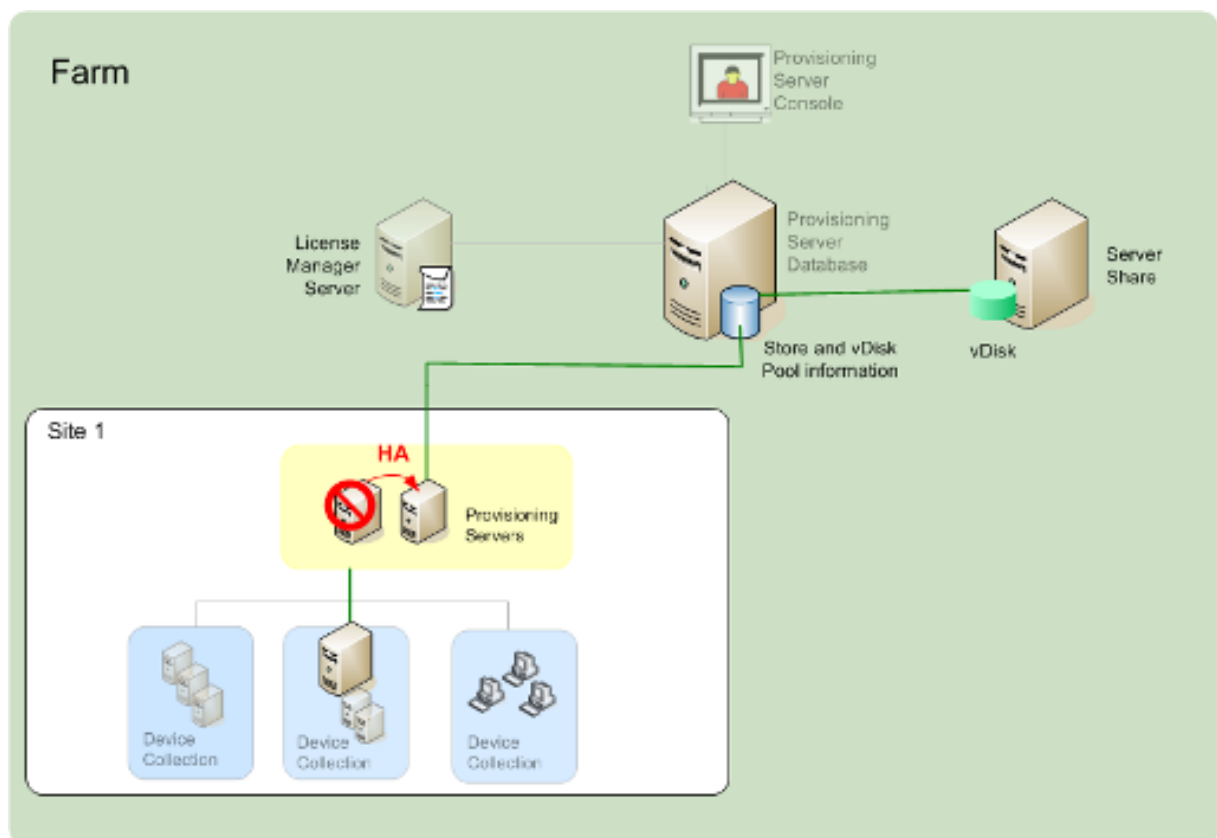 Farm
Provisioning
Server
Console
License
Manager
Server
Provisioning
Server
Database
Server
Share
Store and vDisk
Pool information
vDisk
Site 1
HA
Provisioning
Servers
Device
Collection
Device
Collection
Device
Collection